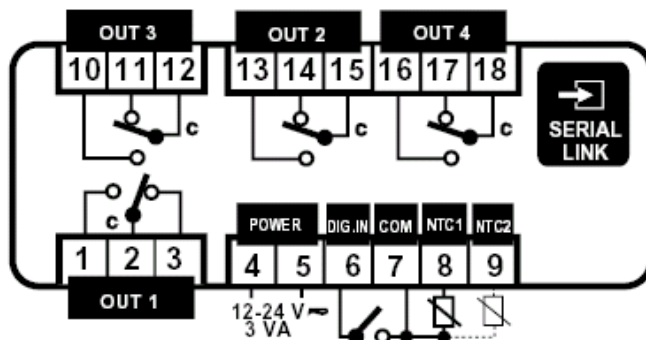 OUT 3 OUT 2 OUT 4
10 11 12 13 14 15 16 17 18
c c c
SERIAL
LINK
c
POWER DIG.IN COM NTC1 NTC2
1 2 3 4 5 6 7 8 9
OUT 1
12-24 V
3 VA